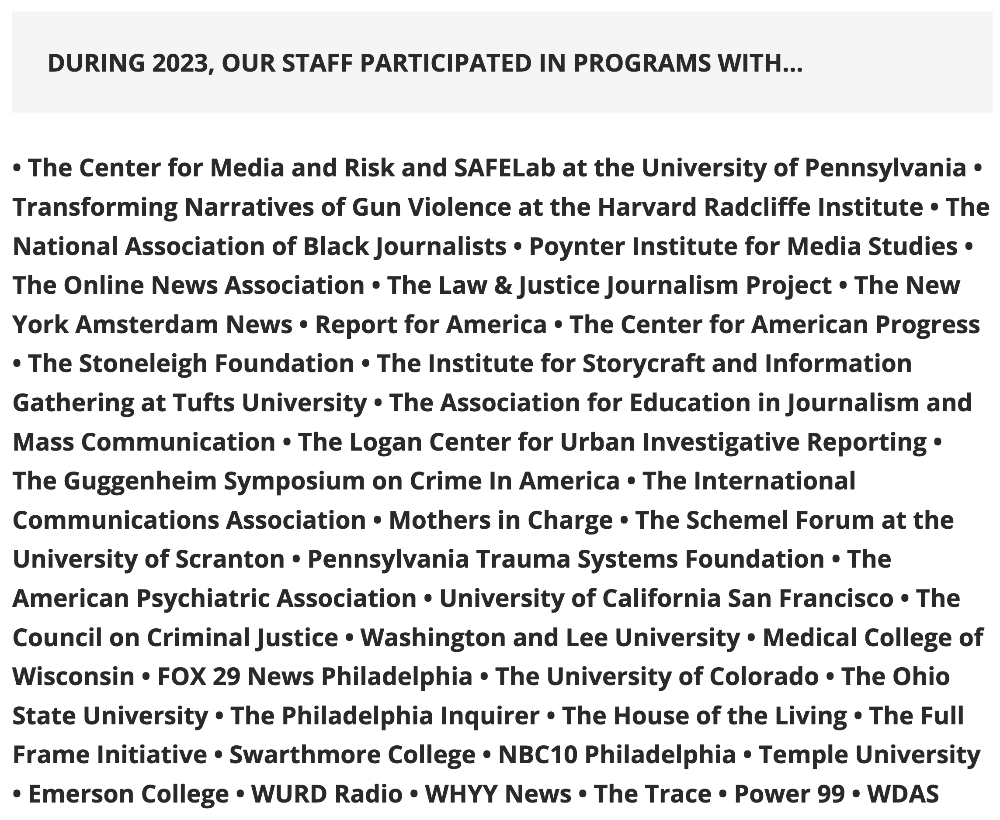 DURING 2023, OUR STAFF PARTICIPATED IN PROGRAMS WITH...
• The Center for Media and Risk and SAFELab at the University of Pennsylvania •
Transforming Narratives of Gun Violence at the Harvard Radcliffe Institute • The
National Association of Black Journalists • Poynter Institute for Media Studies •
The Online News Association • The Law & Justice Journalism Project • The New
York Amsterdam News • Report for America • The Center for American Progress
• The Stoneleigh Foundation • The Institute for Storycraft and Information
Gathering at Tufts University • The Association for Education in Journalism and
Mass Communication • The Logan Center for Urban Investigative Reporting •
The Guggenheim Symposium on Crime In America • The International
Communications Association • Mothers in Charge • The Schemel Forum at the
University of Scranton • Pennsylvania Trauma Systems Foundation • The
American Psychiatric Association • University of California San Francisco • The
Council on Criminal Justice • Washington and Lee University • Medical College of
Wisconsin • FOX 29 News Philadelphia • The University of Colorado • The Ohio
State University • The Philadelphia Inquirer • The House of the Living • The Full
Frame Initiative • Swarthmore College • NBC10 Philadelphia • Temple University
• Emerson College • WURD Radio • WHYY News • The Trace • Power 99 • WDAS